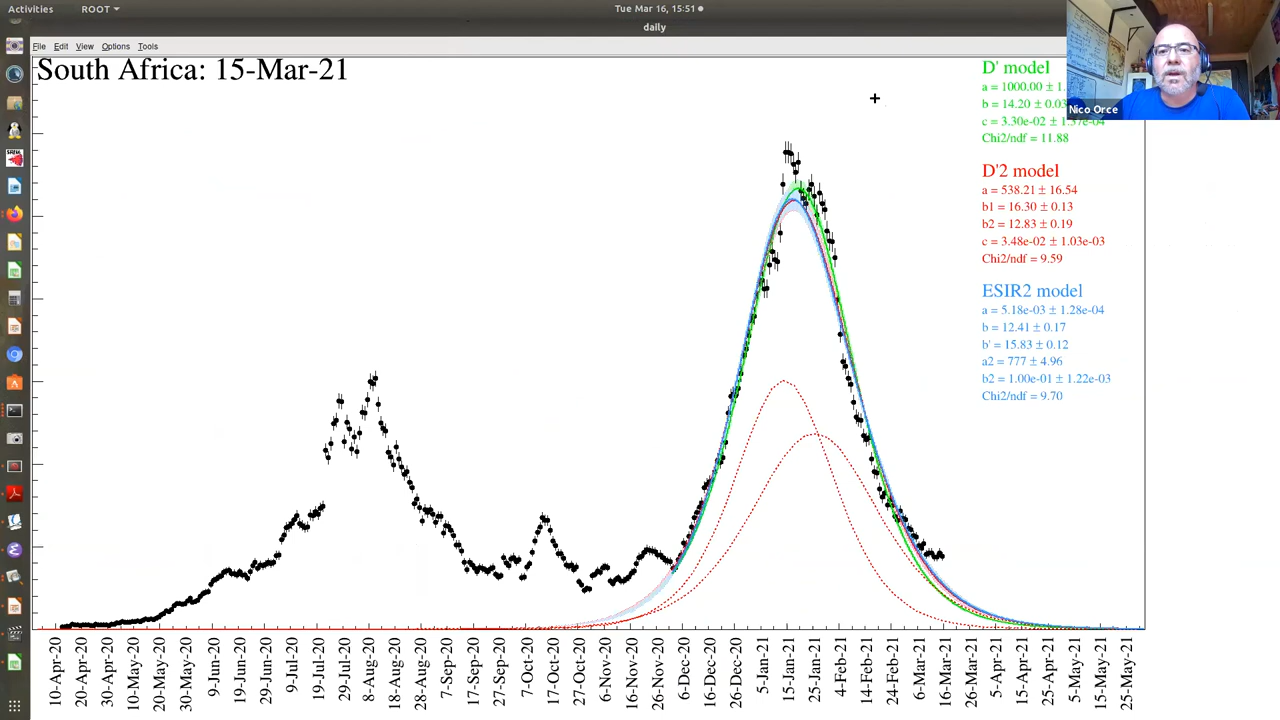 Activities ROOT Tue Mar 16, 15:51
daily
File Edit View Options Tools
South Africa: 15-Mar-21
D' model
a = 1000.00 ± 1.
b = 14.20 ± 0.03
c = 3.30e-02 ±
Chi2/ndf = 11.88
Nico Orce
D'2 model
a = 538.21 ± 16.54
b1 = 16.30 ± 0.13
b2 = 12.83 ± 0.19
c = 3.48e-02 ± 1.03e-03
Chi2/ndf = 9.59
ESIR2 model
a = 5.18e-03 ± 1.28e-04
b = 12.41 ± 0.17
b' = 15.83 ± 0.12
a2 = 777 ± 4.96
b2 = 1.00e-01 ± 1.22e-03
Chi2/ndf = 9.70
10-Apr-20 20-Apr-20 30-Apr-20 10-May-20 20-May-20 30-May-20 9-Jun-20 19-Jun-20 29-Jun-20 9-Jul-20 19-Jul-20 29-Jul-20 8-Aug-20 18-Aug-20 28-Aug-20 7-Sep-20 17-Sep-20 27-Sep-20 7-Oct-20 17-Oct-20 27-Oct-20 6-Nov-20 16-Nov-20 26-Nov-20 6-Dec-20 16-Dec-20 26-Dec-20 5-Jan-21 15-Jan-21 25-Jan-21 4-Feb-21 14-Feb-21 24-Feb-21 6-Mar-21 16-Mar-21 26-Mar-21 5-Apr-21 15-Apr-21 25-Apr-21 5-May-21 15-May-21 25-May-21